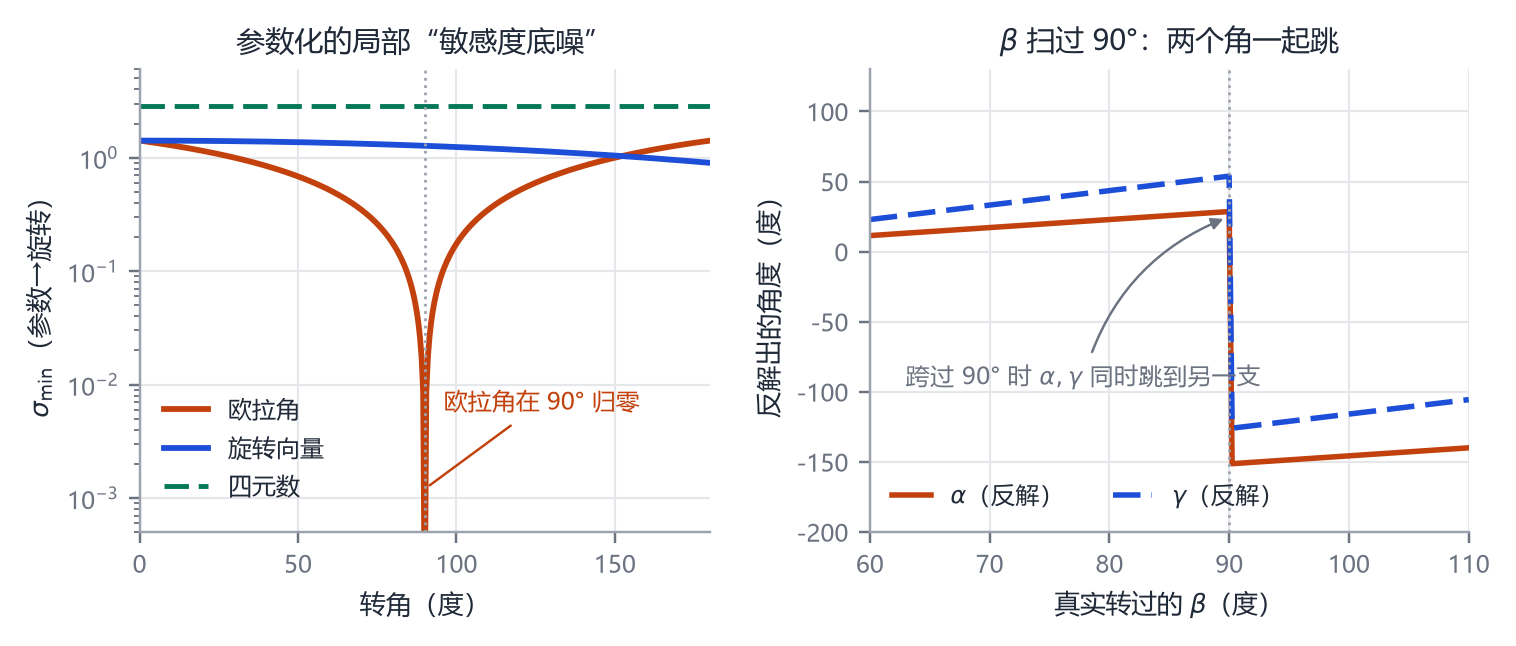 参数化的局部“敏感度底噪”
σmin（参数→旋转）
10⁰
10⁻¹
10⁻²
10⁻³
欧拉角在 90° 归零
欧拉角
旋转向量
四元数
0 50 100 150
转角（度）
β 扫过 90°：两个角一起跳
反解出的角度（度）
100
50
0
-50
-100
-150
-200
跨过 90° 时 α, γ 同时跳到另一支
α（反解） γ（反解）
60 70 80 90 100 110
真实转过的 β（度）